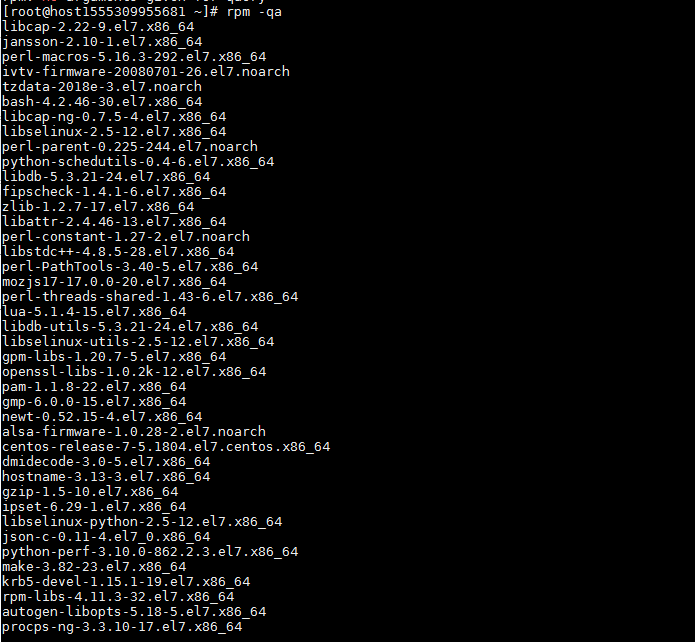 [root@host1555309955681 ~]# rpm -qa
libcap-2.22-9.el7.x86_64
jansson-2.10-1.el7.x86_64
perl-macros-5.16.3-292.el7.x86_64
ivtv-firmware-20080701-26.el7.noarch
tzdata-2018e-3.el7.noarch
bash-4.2.46-30.el7.x86_64
libcap-ng-0.7.5-4.el7.x86_64
libselinux-2.5-12.el7.x86_64
perl-parent-0.225-244.el7.noarch
python-schedutils-0.4-6.el7.x86_64
libdb-5.3.21-24.el7.x86_64
fipscheck-1.4.1-6.el7.x86_64
zlib-1.2.7-17.el7.x86_64
libattr-2.4.46-13.el7.x86_64
perl-constant-1.27-2.el7.noarch
libstdc++-4.8.5-28.el7.x86_64
perl-PathTools-3.40-5.el7.x86_64
mozjs17-17.0.0-20.el7.x86_64
perl-threads-shared-1.43-6.el7.x86_64
lua-5.1.4-15.el7.x86_64
libdb-utils-5.3.21-24.el7.x86_64
libselinux-utils-2.5-12.el7.x86_64
gpm-libs-1.20.7-5.el7.x86_64
openssl-libs-1.0.2k-12.el7.x86_64
pam-1.1.8-22.el7.x86_64
gmp-6.0.0-15.el7.x86_64
newt-0.52.15-4.el7.x86_64
alsa-firmware-1.0.28-2.el7.noarch
centos-release-7-5.1804.el7.centos.x86_64
dmidecode-3.0-5.el7.x86_64
hostname-3.13-3.el7.x86_64
gzip-1.5-10.el7.x86_64
ipset-6.29-1.el7.x86_64
libselinux-python-2.5-12.el7.x86_64
json-c-0.11-4.el7_0.x86_64
python-perf-3.10.0-862.2.3.el7.x86_64
make-3.82-23.el7.x86_64
krb5-devel-1.15.1-19.el7.x86_64
rpm-libs-4.11.3-32.el7.x86_64
autogen-libopts-5.18-5.el7.x86_64
procps-ng-3.3.10-17.el7.x86_64